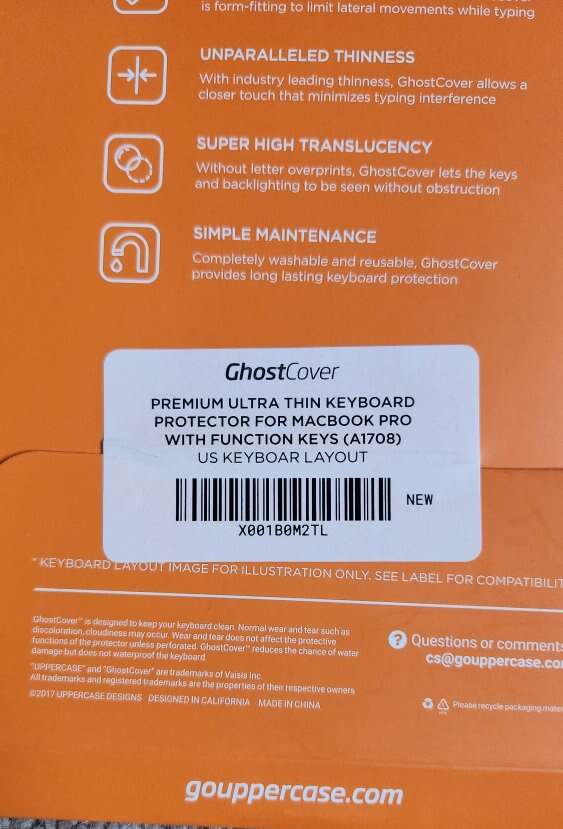 is form-fitting to limit lateral movements while typing
UNPARALLELED THINNESS
With industry leading thinness, GhostCover allows a
closer touch that minimizes typing interference
SUPER HIGH TRANSLUCENCY
Without letter overprints, GhostCover lets the keys
and backlighting to be seen without obstruction
SIMPLE MAINTENANCE
Completely washable and reusable, GhostCover
provides long lasting keyboard protection
GhostCover
PREMIUM ULTRA THIN KEYBOARD
PROTECTOR FOR MACBOOK PRO
WITH FUNCTION KEYS (A1708)
US KEYBOAR LAYOUT
NEW
X001B0M2TL
* KEYBOARD LAYOUT IMAGE FOR ILLUSTRATION ONLY, SEE LABEL FOR COMPATIBILIT
GhostCover™ is designed to keep your keyboard clean. Normal wear and tear such as
discoloration, cloudiness may occur. Wear and tear does not affect the protective
functions of the protector unless perforated. GhostCover™ reduces the chance of water
damage but does not waterproof the keyboard.
"UPPERCASE" and "GhostCover" are trademarks of Vaisis Inc.
All trademarks and registered trademarks are the properties of their respective owners
©2017 UPPERCASE DESIGNS DESIGNED IN CALIFORNIA MADE IN CHINA
? Questions or comments
cs@gouppercase.co
Please recycle packaging mate
gouppercase.com